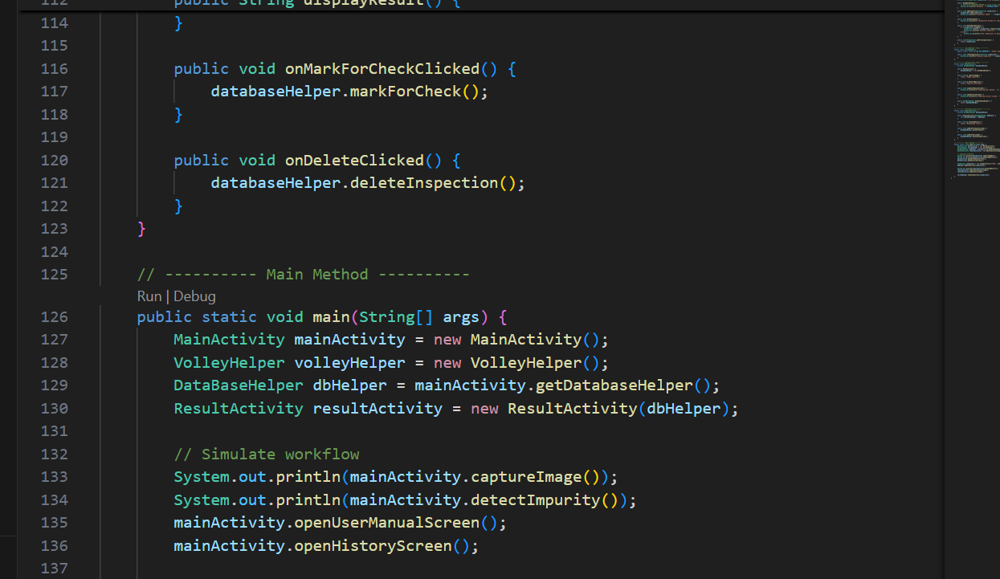 112 public String displayResult() {
114 }
115
116 public void onMarkForCheckClicked() {
117 databaseHelper.markForCheck();
118 }
119
120 public void onDeleteClicked() {
121 databaseHelper.deleteInspection();
122 }
123 }
124
125 // ---------- Main Method ----------
Run | Debug
126 public static void main(String[] args) {
127 MainActivity mainActivity = new MainActivity();
128 VolleyHelper volleyHelper = new VolleyHelper();
129 DataBaseHelper dbHelper = mainActivity.getDatabaseHelper();
130 ResultActivity resultActivity = new ResultActivity(dbHelper);
131
132 // Simulate workflow
133 System.out.println(mainActivity.captureImage());
134 System.out.println(mainActivity.detectImpurity());
135 mainActivity.openUserManualScreen();
136 mainActivity.openHistoryScreen();
137